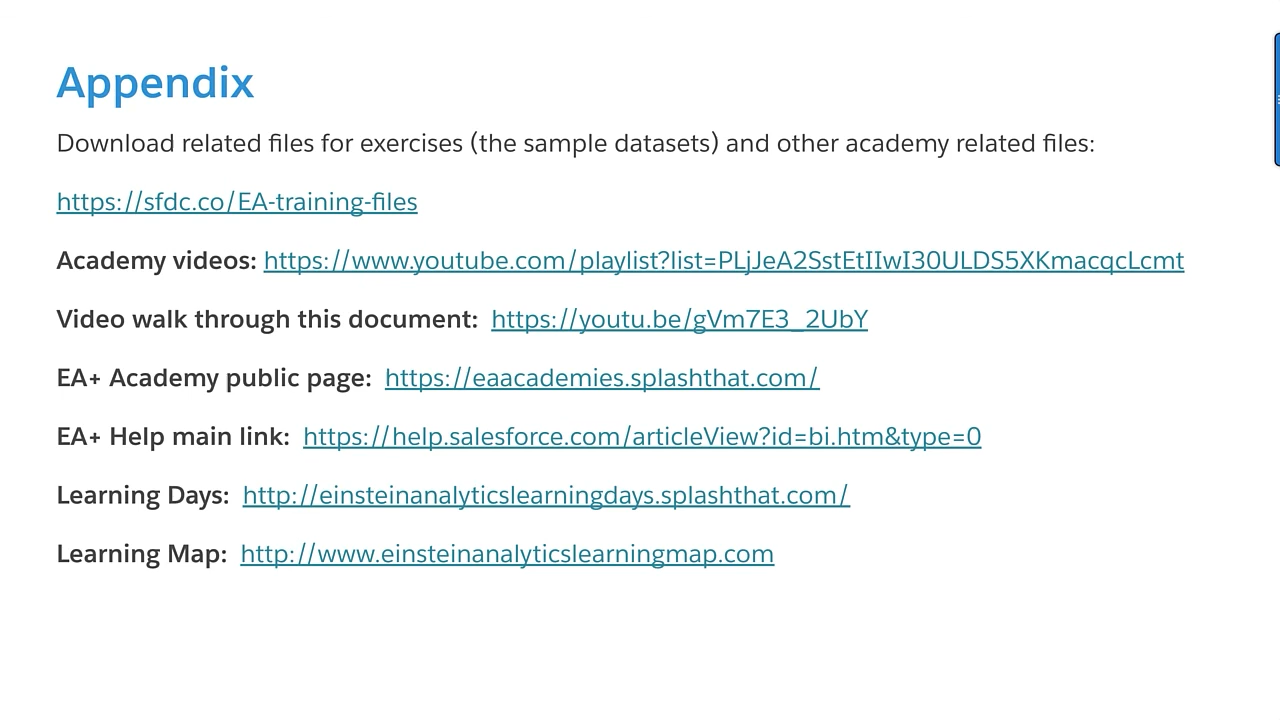 Appendix
Download related files for exercises (the sample datasets) and other academy related files:
https://sfdc.co/EA-training-files
Academy videos: https://www.youtube.com/playlist?list=PLjJeA2SstEtIIwI30ULDS5XKmacqcLcmt
Video walk through this document: https://youtu.be/gVm7E3_2UbY
EA+ Academy public page: https://eaacademies.splashthat.com/
EA+ Help main link: https://help.salesforce.com/articleView?id=bi.htm&type=0
Learning Days: http://einsteinanalyticslearningdays.splashthat.com/
Learning Map: http://www.einsteinanalyticslearningmap.com